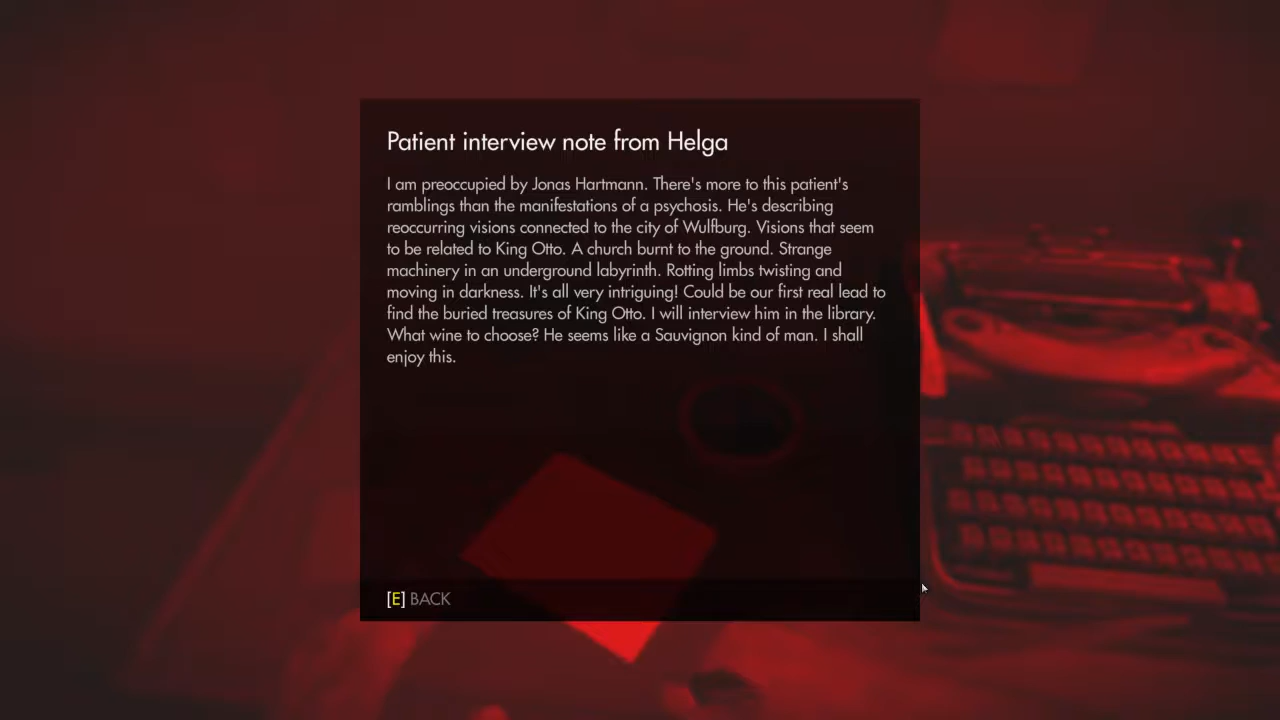 Patient interview note from Helga
I am preoccupied by Jonas Hartmann. There's more to this patient's
ramblings than the manifestations of a psychosis. He's describing
reoccurring visions connected to the city of Wulfburg. Visions that seem
to be related to King Otto. A church burnt to the ground. Strange
machinery in an underground labyrinth. Rotting limbs twisting and
moving in darkness. It's all very intriguing! Could be our first real lead to
find the buried treasures of King Otto. I will interview him in the library.
What wine to choose? He seems like a Sauvignon kind of man. I shall
enjoy this.
[E] BACK